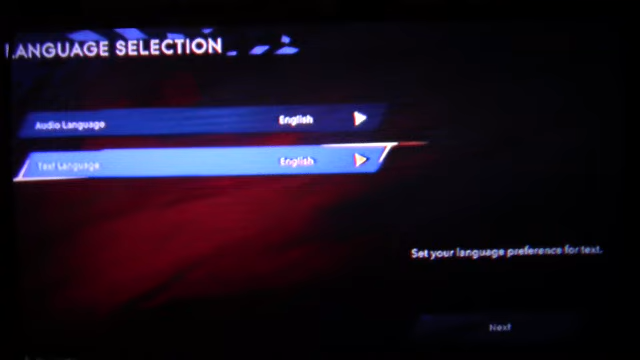 LANGUAGE SELECTION
Audio Language English
Text Language English
Set your language preference for text.
Next